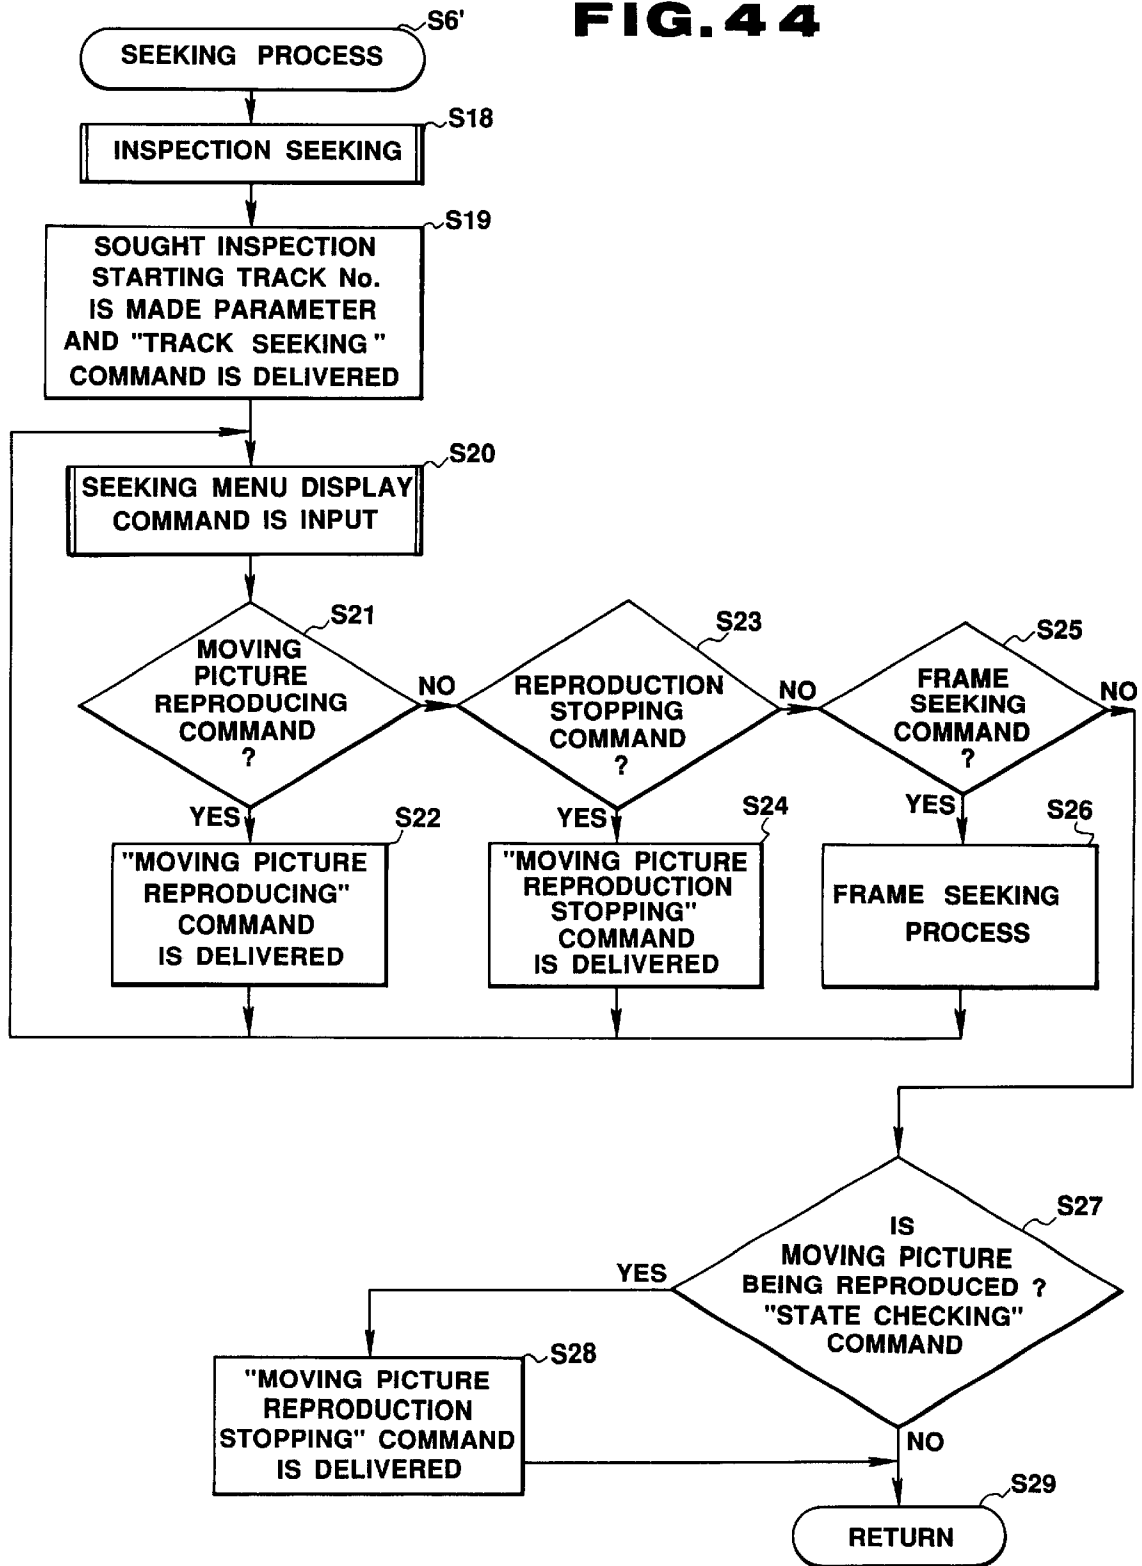 FIG.44
S6'
SEEKING PROCESS
S18
INSPECTION SEEKING
S19
SOUGHT INSPECTION
STARTING TRACK No.
IS MADE PARAMETER
AND "TRACK SEEKING"
COMMAND IS DELIVERED
S20
SEEKING MENU DISPLAY
COMMAND IS INPUT
S21
MOVING
PICTURE
REPRODUCING
COMMAND
?
NO
YES
S23
REPRODUCTION
STOPPING
COMMAND
?
NO
YES
S25
FRAME
SEEKING
COMMAND
?
NO
YES
S22
"MOVING PICTURE
REPRODUCING"
COMMAND
IS DELIVERED
S24
"MOVING PICTURE
REPRODUCTION
STOPPING"
COMMAND
IS DELIVERED
S26
FRAME SEEKING
PROCESS
S27
IS
MOVING PICTURE
BEING REPRODUCED ?
"STATE CHECKING"
COMMAND
YES
NO
S28
"MOVING PICTURE
REPRODUCTION
STOPPING" COMMAND
IS DELIVERED
S29
RETURN